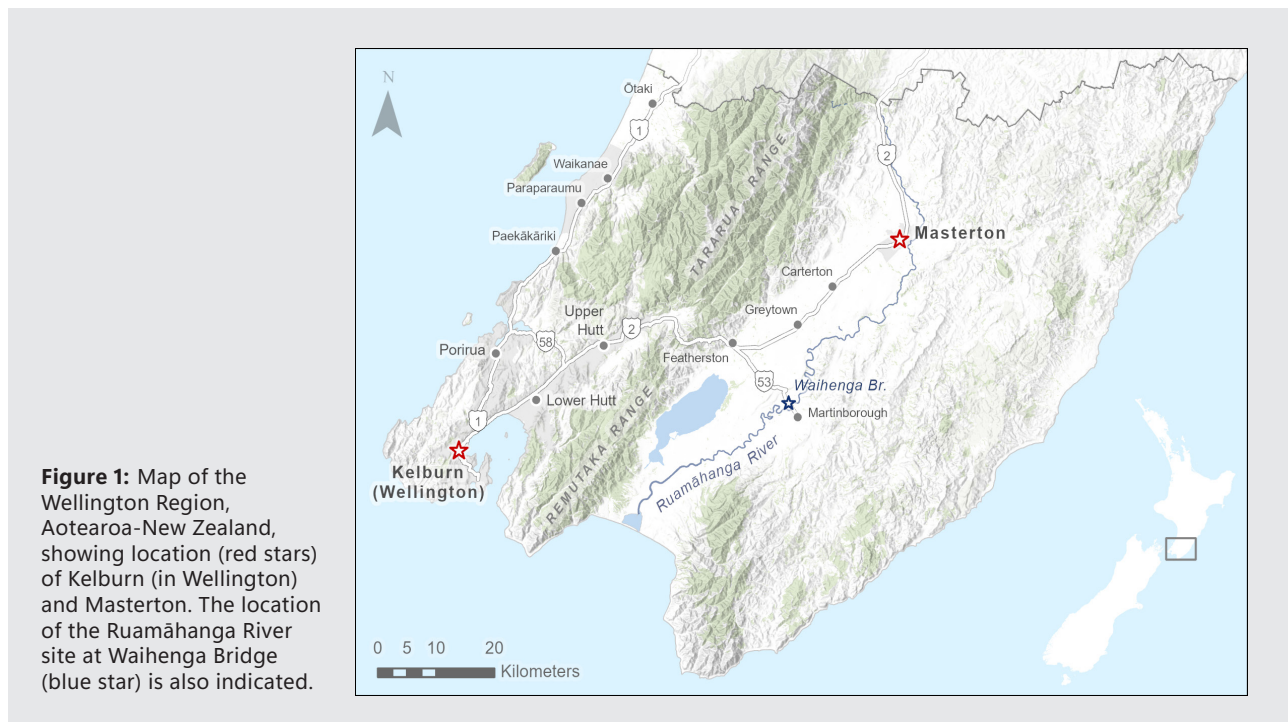 Figure 1: Map of the
Wellington Region,
Aotearoa-New Zealand,
showing location (red stars)
of Kelburn (in Wellington)
and Masterton. The location
of the Ruamāhanga River
site at Waihenga Bridge
(blue star) is also indicated.
N
Ōtaki
1
Waikanae
Paraparaumu
Paekākāriki
TARARUA RANGE
2
Masterton
Carterton
Greytown
Upper
Hutt
2
58
Porirua
Featherston
53
Waihenga Br.
Martinborough
Lower Hutt
1
Kelburn
(Wellington)
REMUTAKA RANGE
Ruamāhanga River
0 5 10 20
Kilometers